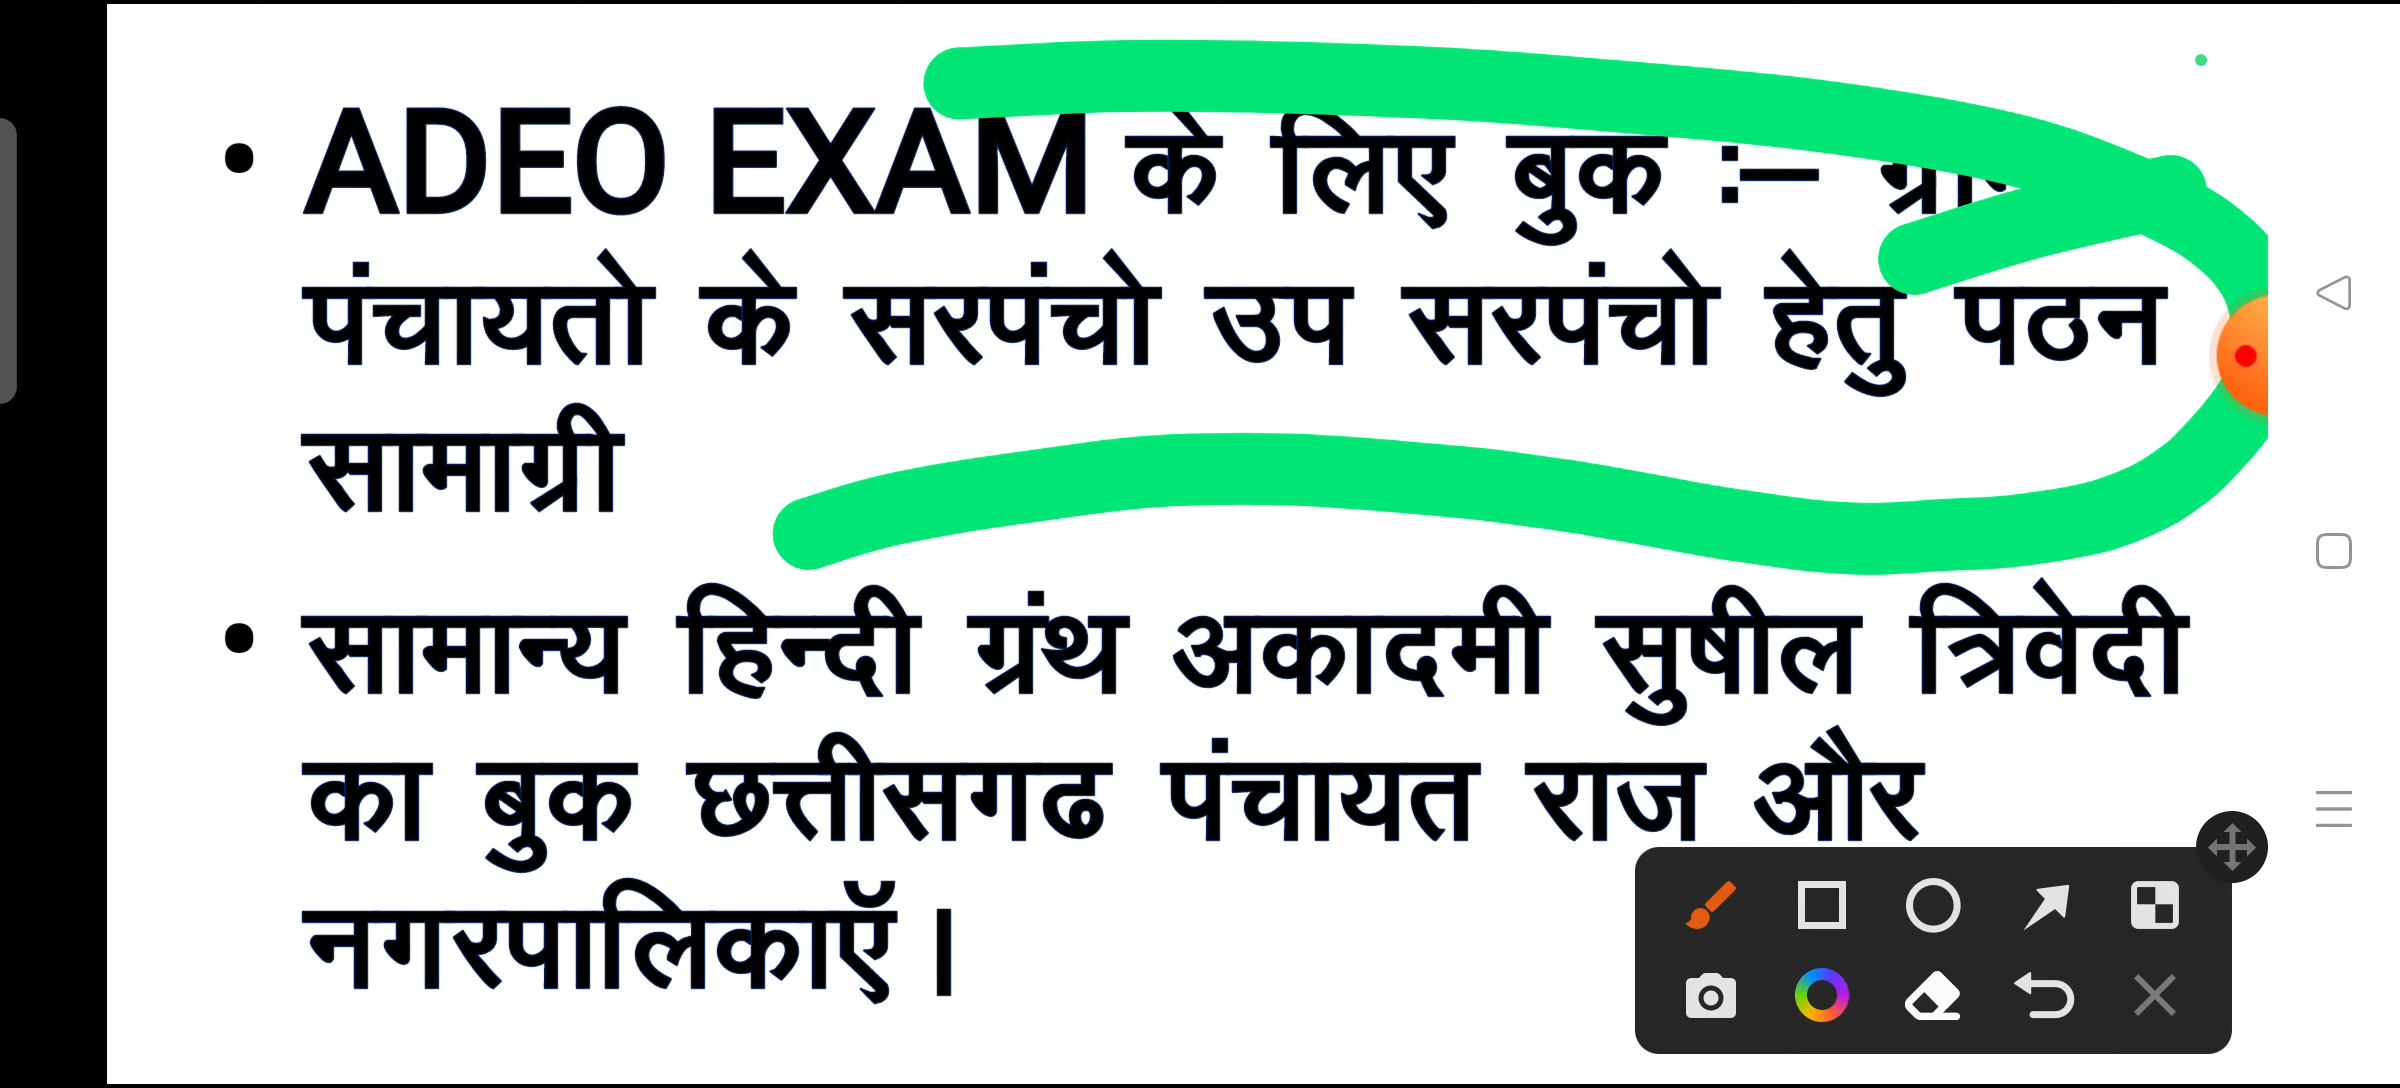 • ADEO EXAM के लिए बुक :–
पंचायतो के सरपंचो उप सरपंचो हेतु पठन
सामाग्री
• सामान्य हिन्दी ग्रंथ अकादमी सुषील त्रिवेदी
का बुक छत्तीसगढ पंचायत राज और
नगरपालिकाऍ |